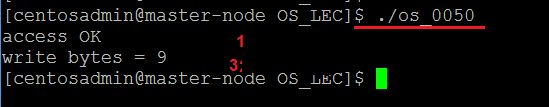 [centosadmin@master-node OS_LEC]$ ./os_0050
access OK
1
write bytes = 9
3
[centosadmin@master-node OS_LEC]$